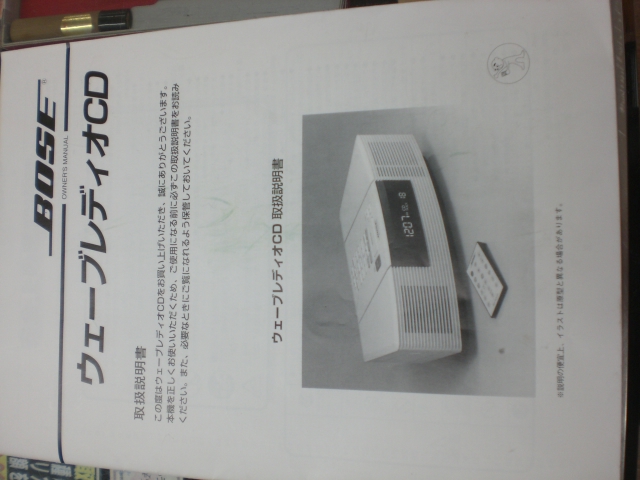 BOSE®
OWNER'S MANUAL
ウェーブレディオCD
取扱説明書
この度はウェーブレディオCDをお買い上げいただき、誠にありがとうございます。
本機を正しくお使いいただくため、ご使用になる前に必ずこの取扱説明書をお読み
ください。また、必要なときにご覧になれるよう保管しておいてください。
ウェーブレディオCD 取扱説明書
※説明の便宜上、イラストは原型と異なる場合があります。